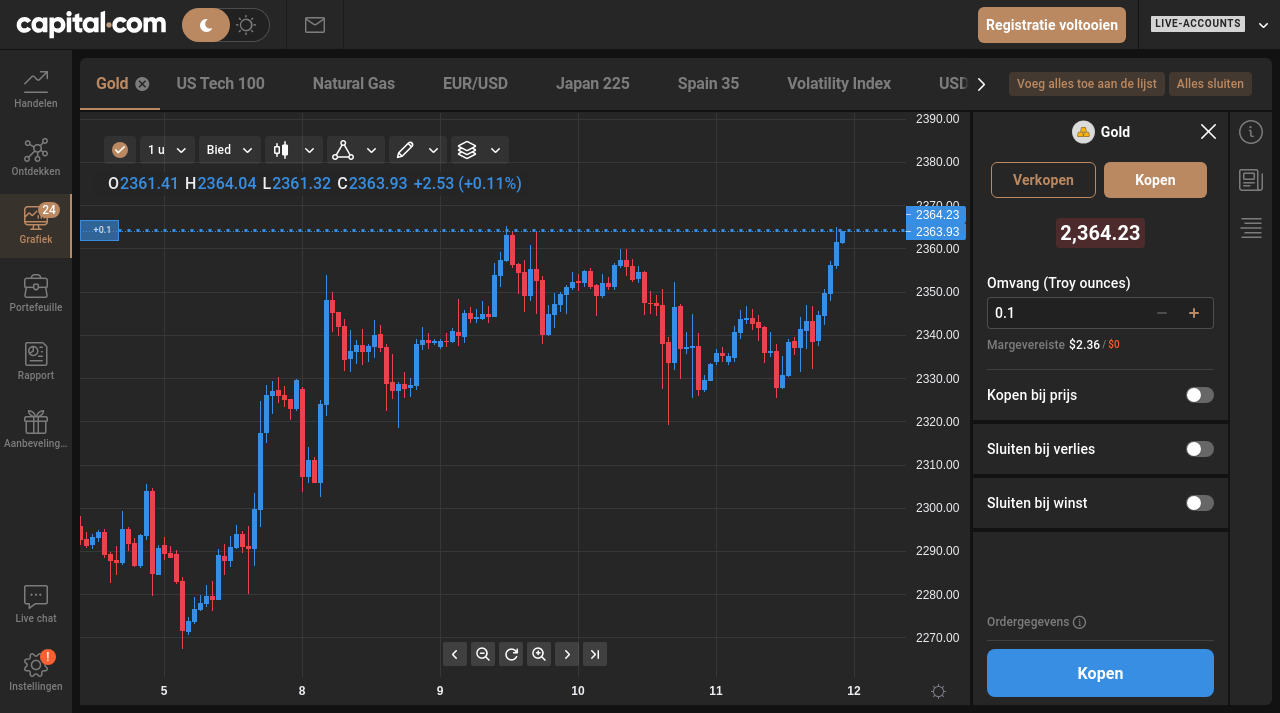 capital.com
Registratie voltooien
LIVE-ACCOUNTS
Handelen
Ontdekken
24
Grafiek
Portefeuille
Rapport
Aanbeveling...
Live chat
!
Instellingen
Gold
US Tech 100
Natural Gas
EUR/USD
Japan 225
Spain 35
Volatility Index
USD
Voeg alles toe aan de lijst
Alles sluiten
1 u
Bied
O2361.41 H2364.04 L2361.32 C2363.93 +2.53 (+0.11%)
+0.1
2390.00
2380.00
2370.00
2364.23
2363.93
2360.00
2350.00
2340.00
2330.00
2320.00
2310.00
2300.00
2290.00
2280.00
2270.00
5
8
9
10
11
12
Gold
Verkopen
Kopen
2,364.23
Omvang (Troy ounces)
0.1
− +
Margevereiste $2.36 / $0
Kopen bij prijs
Sluiten bij verlies
Sluiten bij winst
Ordergegevens
Kopen